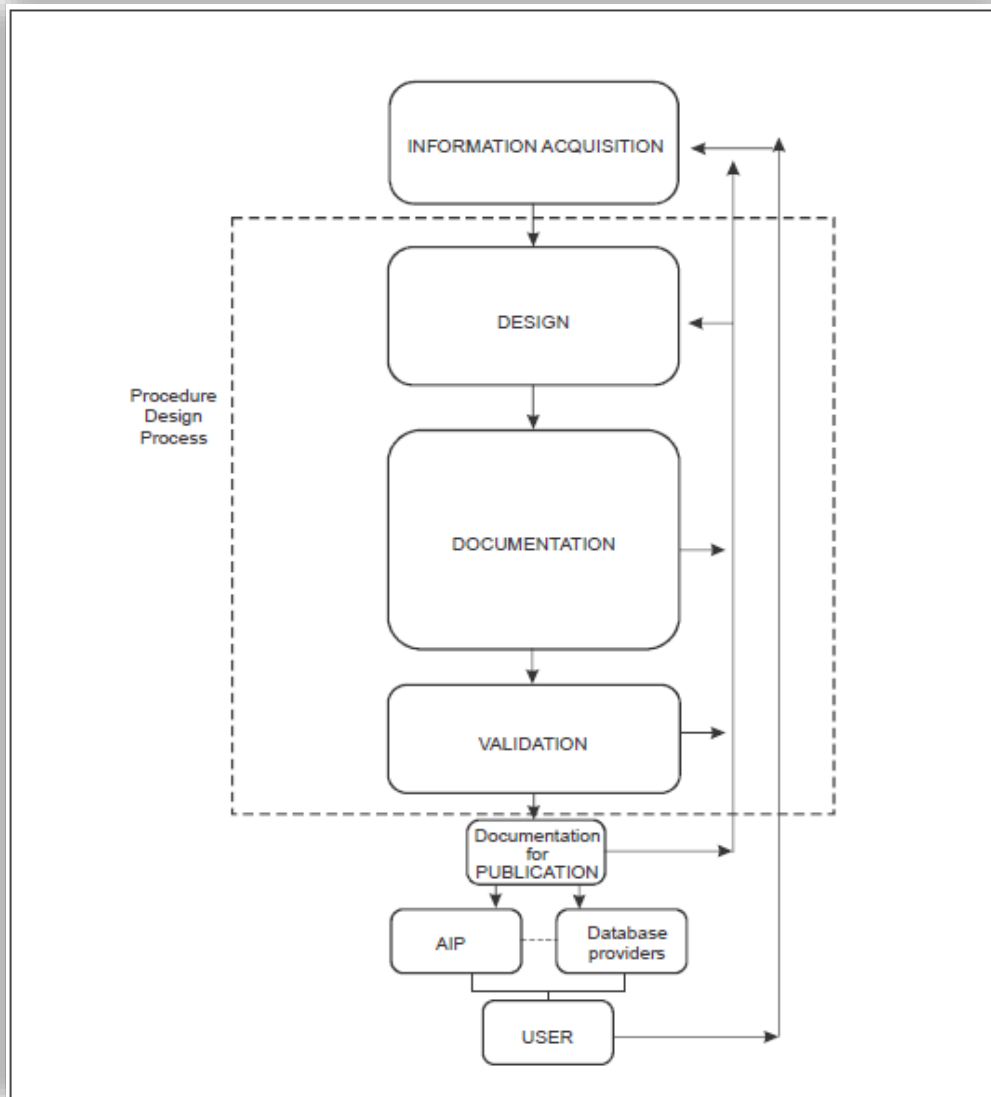 INFORMATION ACQUISITION
DESIGN
Procedure
Design
Process
DOCUMENTATION
VALIDATION
Documentation
for
PUBLICATION
AIP
Database
providers
USER